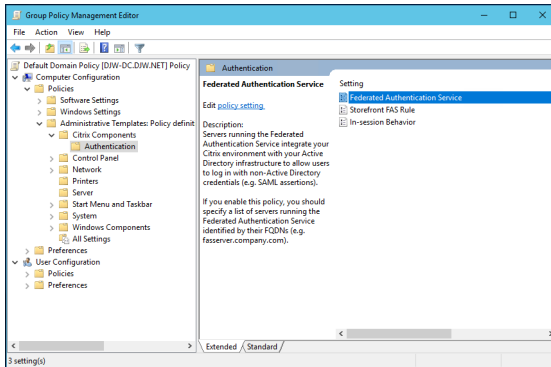 Group Policy Management Editor
File Action View Help
Default Domain Policy [DJW-DC.DJW.NET] Policy
Computer Configuration
Policies
Software Settings
Windows Settings
Administrative Templates: Policy definit
Citrix Components
Authentication
Control Panel
Network
Printers
Server
Start Menu and Taskbar
System
Windows Components
All Settings
Preferences
User Configuration
Policies
Preferences
Authentication
Federated Authentication Service
Edit policy setting
Description:
Servers running the Federated
Authentication Service integrate your
Citrix environment with your Active
Directory infrastructure to allow users
to log in with non-Active Directory
credentials (e.g. SAML assertions).
If you enable this policy, you should
specify a list of servers running the
Federated Authentication Service
identified by their FQDNs (e.g.
fasserver.company.com).
Setting
Federated Authentication Service
Storefront FAS Rule
In-session Behavior
Extended Standard
3 setting(s)